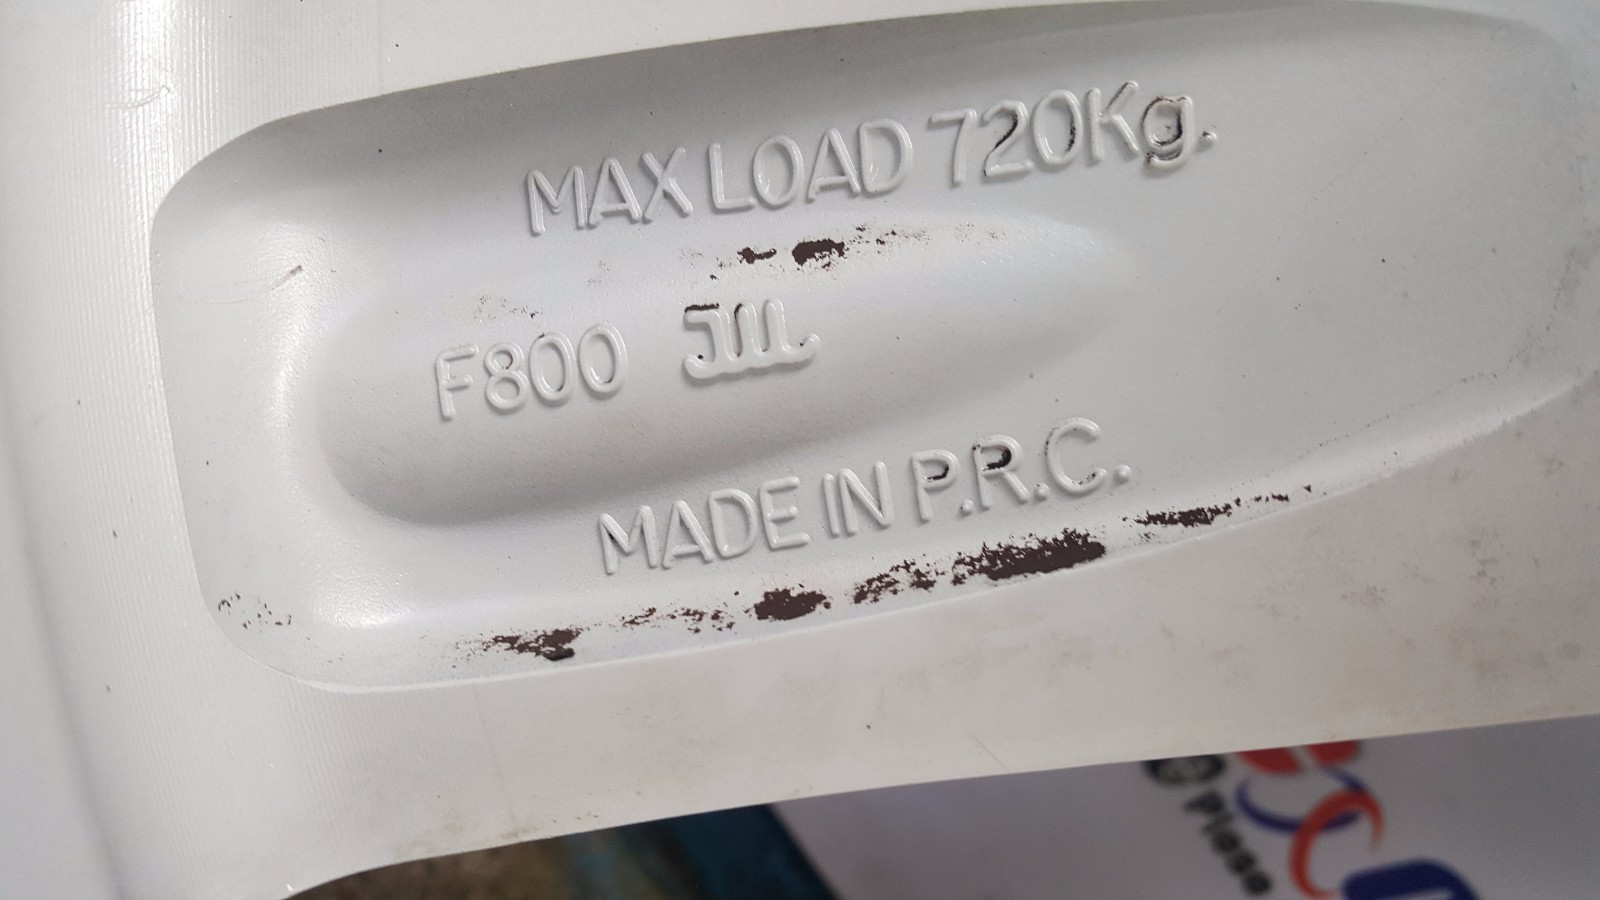 MAX LOAD 720Kg.
F800
MADE IN P.R.C.